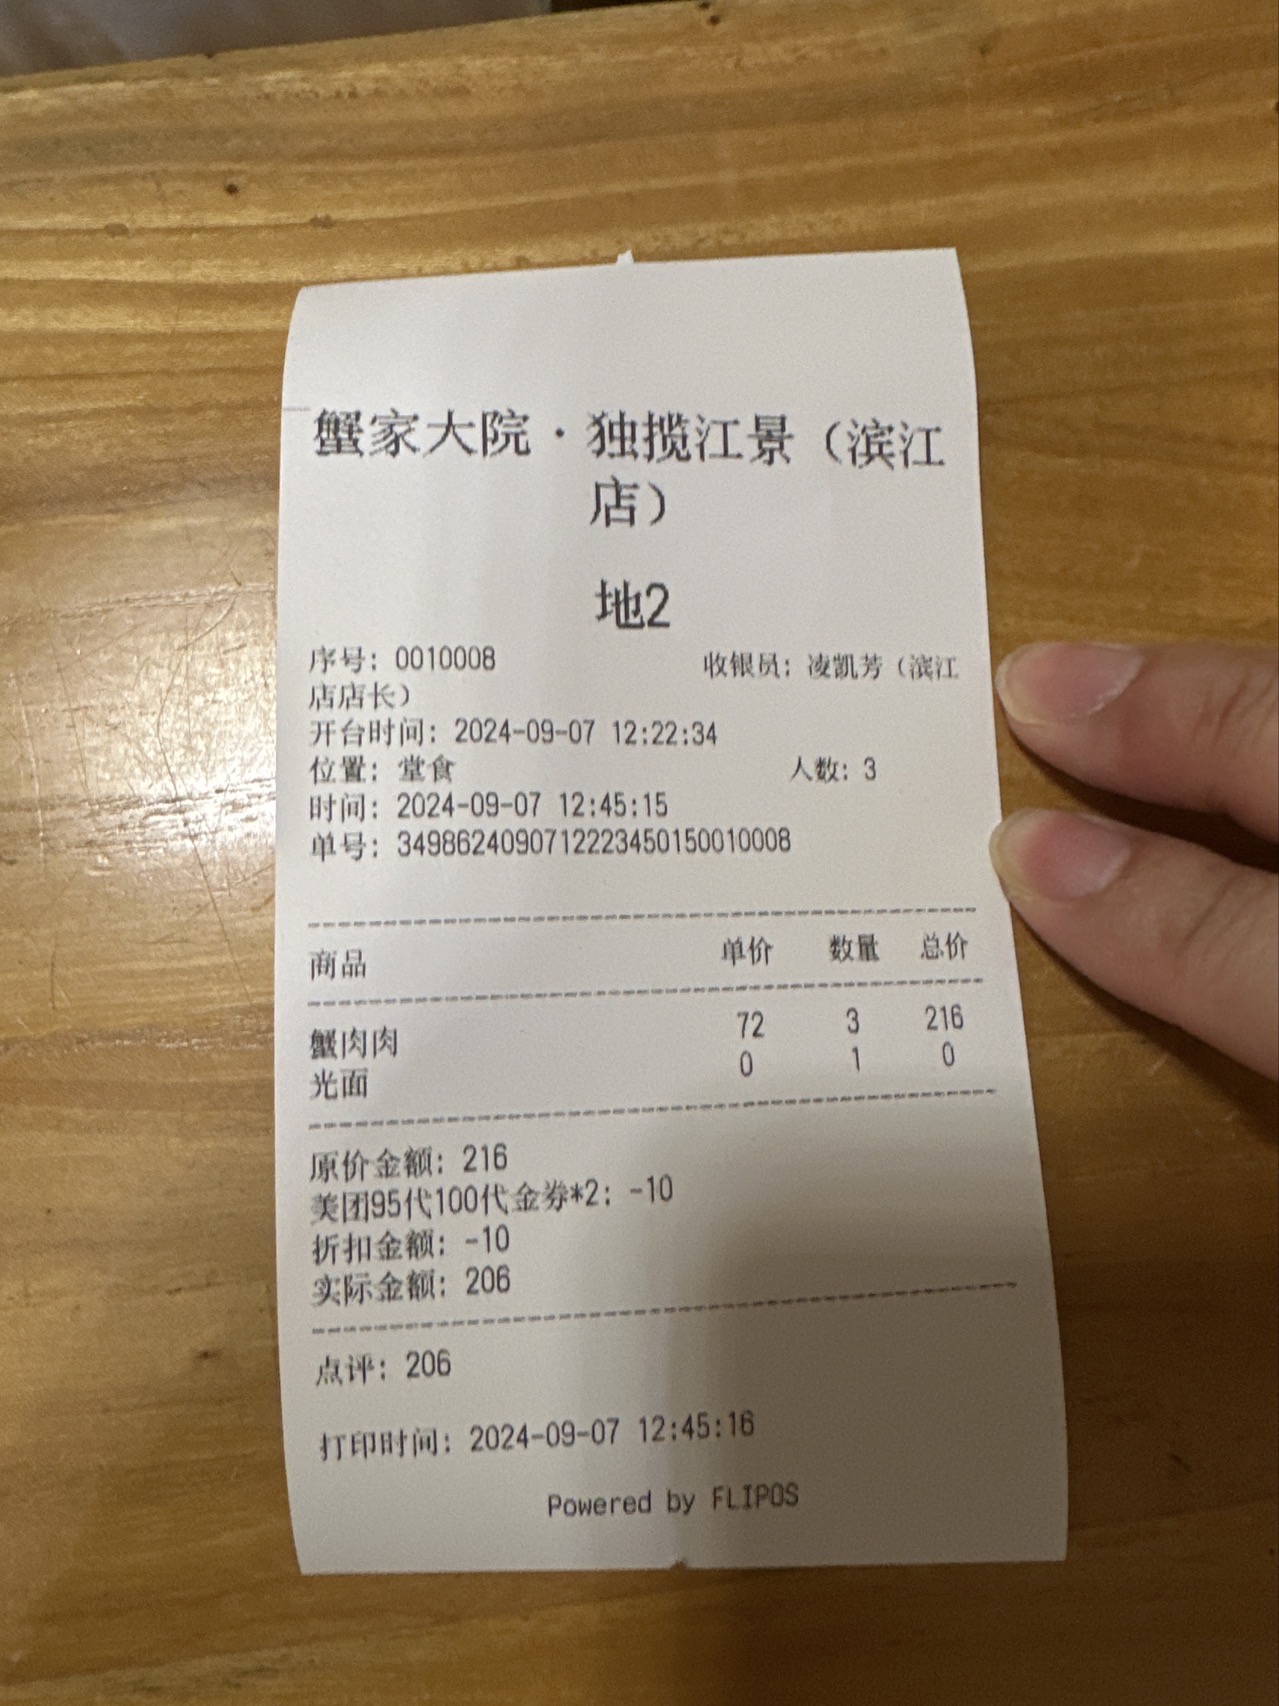 蟹家大院·独揽江景（滨江
店）
地2
序号: 0010008 收银员: 凌凯芳（滨江
店店长）
开台时间: 2024-09-07 12:22:34
位置: 堂食 人数: 3
时间: 2024-09-07 12:45:15
单号: 3498624090712223450150010008
商品 单价 数量 总价
蟹肉肉 72 3 216
光面 0 1 0
原价金额: 216
美团95代100代金券*2: -10
折扣金额: -10
实际金额: 206
点评: 206
打印时间: 2024-09-07 12:45:16
Powered by FLIPOS